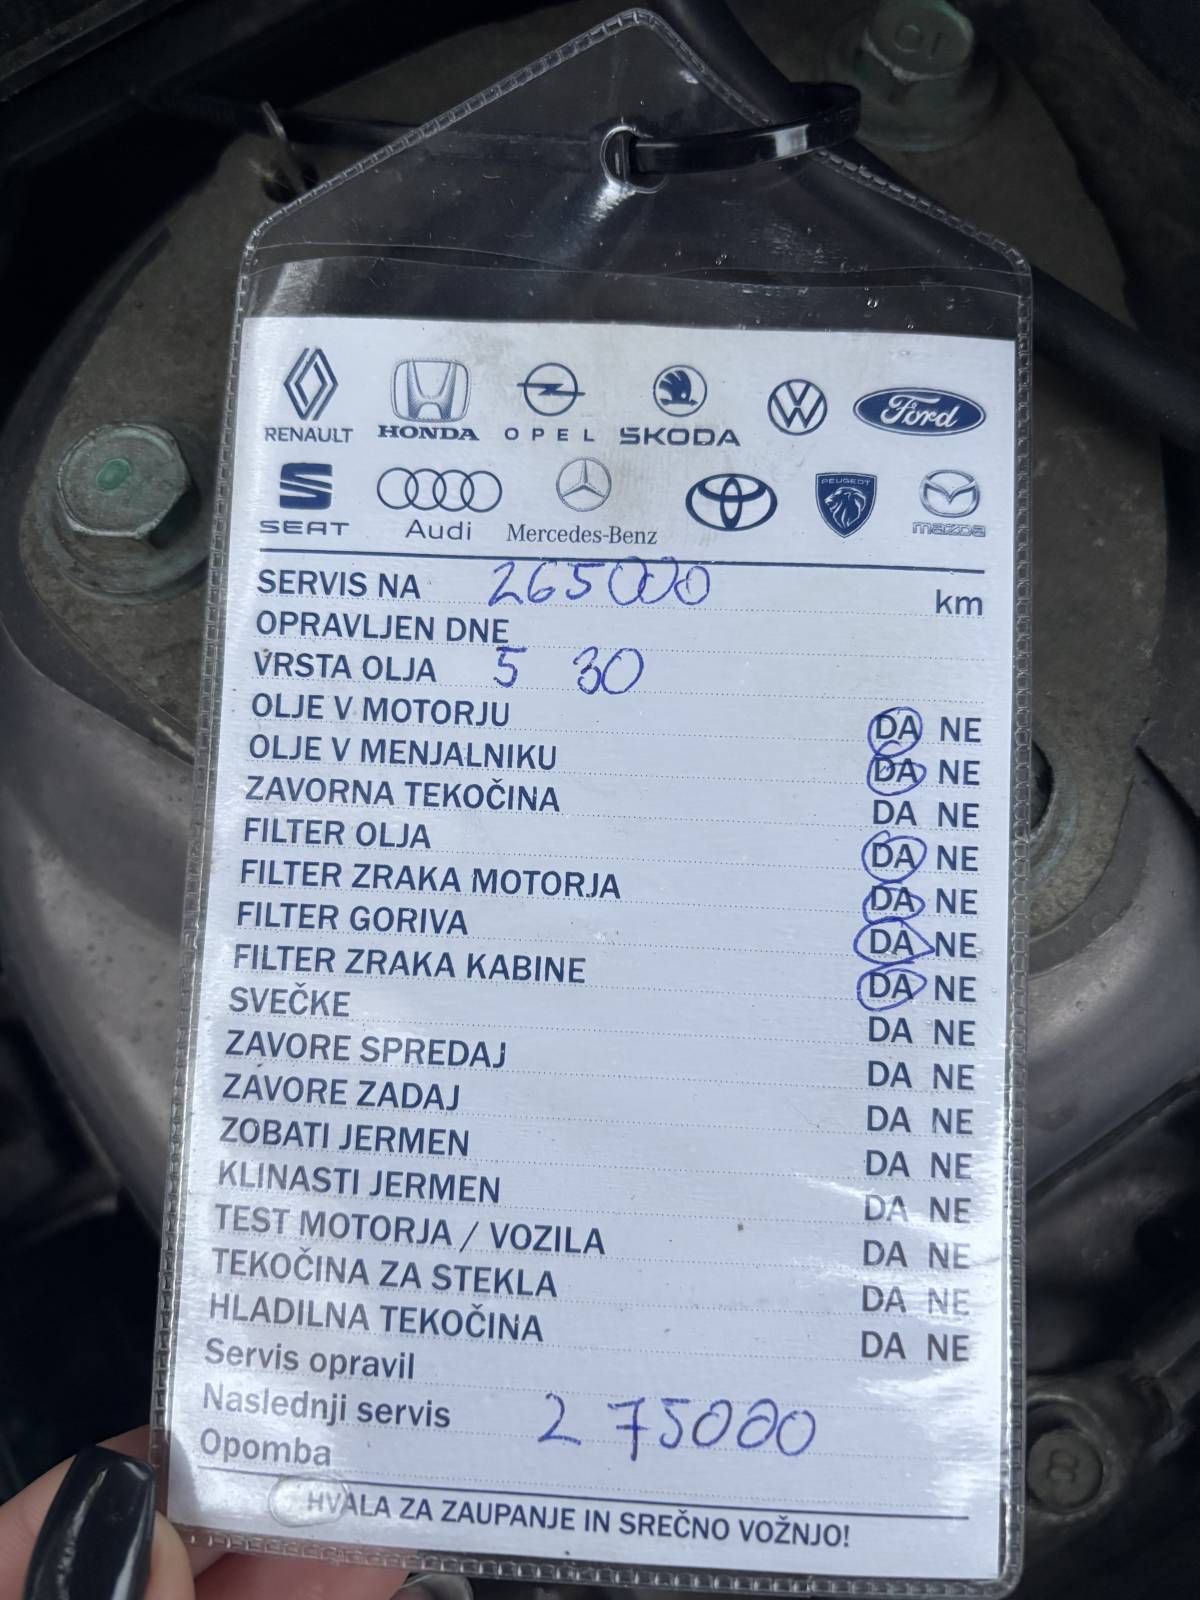 RENAULT HONDA OPEL ŠKODA Ford
SEAT Audi Mercedes-Benz PEUGEOT mazda
SERVIS NA 265000 km
OPRAVLJEN DNE
VRSTA OLJA 5 30
OLJE V MOTORJU DA NE
OLJE V MENJALNIKU DA NE
ZAVORNA TEKOČINA DA NE
FILTER OLJA DA NE
FILTER ZRAKA MOTORJA DA NE
FILTER GORIVA DA NE
FILTER ZRAKA KABINE DA NE
SVEČKE DA NE
ZAVORE SPREDAJ DA NE
ZAVORE ZADAJ DA NE
ZOBATI JERMEN DA NE
KLINASTI JERMEN DA NE
TEST MOTORJA / VOZILA DA NE
TEKOČINA ZA STEKLA DA NE
HLADILNA TEKOČINA DA NE
Servis opravil
Naslednji servis 275000
Opomba
HVALA ZA ZAUPANJE IN SREČNO VOŽNJO!